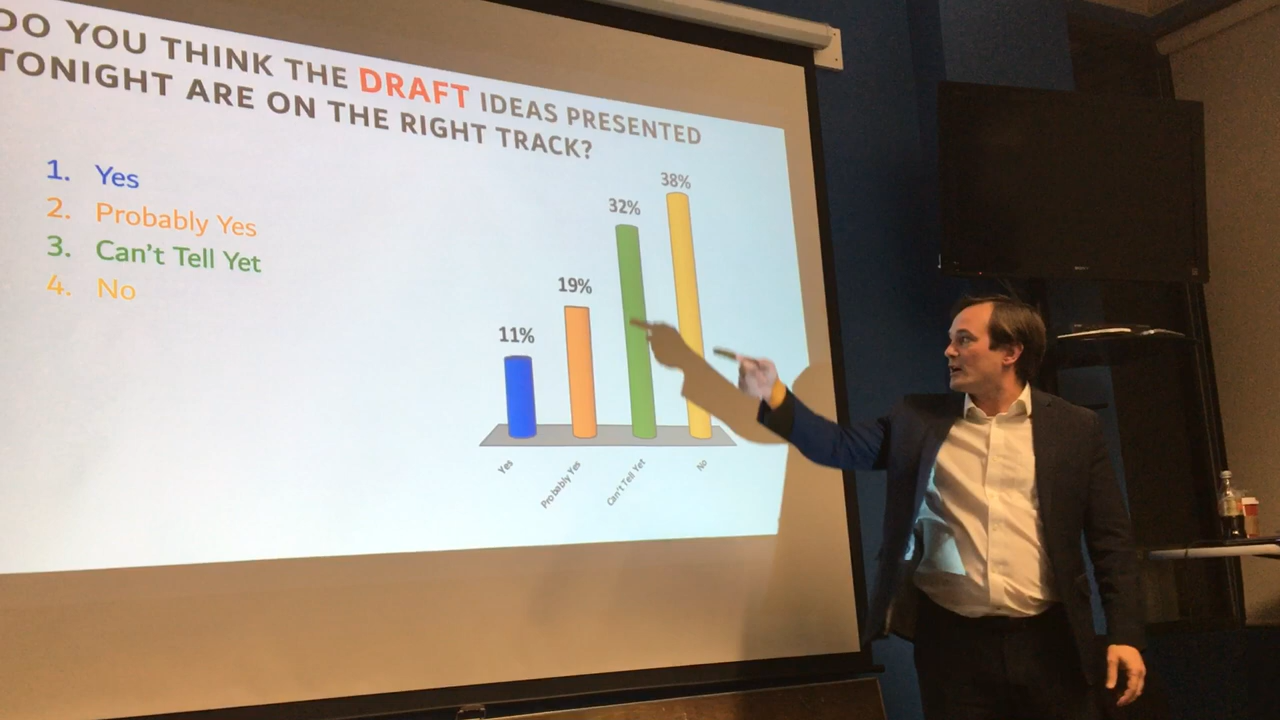 DO YOU THINK THE DRAFT IDEAS PRESENTED
TONIGHT ARE ON THE RIGHT TRACK?
1. Yes
2. Probably Yes
3. Can't Tell Yet
4. No
11%
19%
32%
38%
Yes
Probably Yes
Can't Tell Yet
No